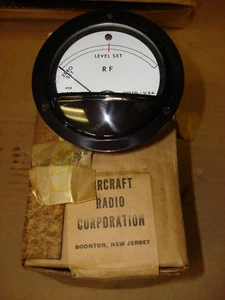 LEVEL SET
RF
U.S.A.
IRCRAFT
RADIO
CORPORATION
BOONTON, NEW JERSEY